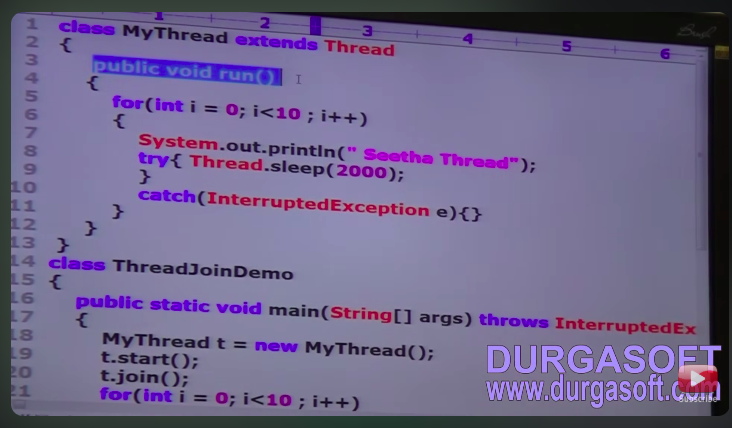 1 2 3 4 5 6
1 class MyThread extends Thread
2 {
3 public void run()
4 {
5 for(int i = 0; i<10 ; i++)
6 {
7 System.out.println(" Seetha Thread");
8 try{ Thread.sleep(2000);
9 }
10 catch(InterruptedException e){}
11 }
12 }
13 }
14 class ThreadJoinDemo
15 {
16 public static void main(String[] args) throws InterruptedEx
17 {
18 MyThread t = new MyThread();
19 t.start();
20 t.join();
21 for(int i = 0; i<10 ; i++)
DURGASOFT
www.durgasoft.com
Subscribe